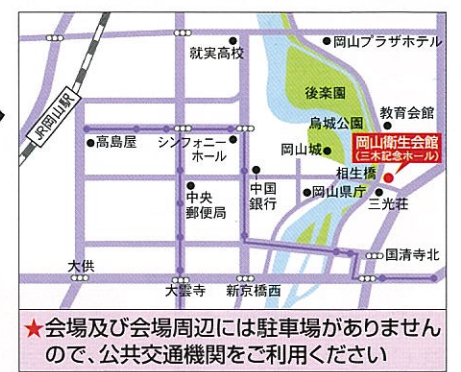 就実高校
岡山プラザホテル
JR岡山駅
後楽園
教育会館
烏城公園
高島屋
シンフォニー
ホール
岡山城
岡山衛生会館
(三木記念ホール)
相生橋
中央
郵便局
中国
銀行
岡山県庁
三光荘
国清寺北
大供
大雲寺
新京橋西
★会場及び会場周辺には駐車場がありません
ので、公共交通機関をご利用ください